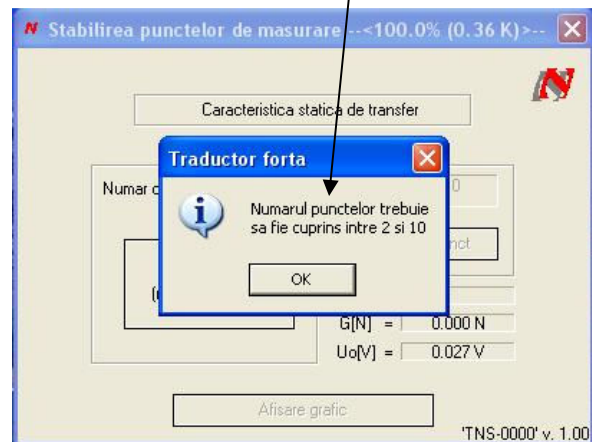 Stabilirea punctelor de masurare --<100.0% (0.36 K)>--
Caracteristica statica de transfer
Traductor forta
Numar
Numarul punctelor trebuie
sa fie cuprins intre 2 si 10
OK
G[N] = 0.000 N
Uo[V] = 0.027 V
Afisare grafic
'TNS-0000' v. 1.00